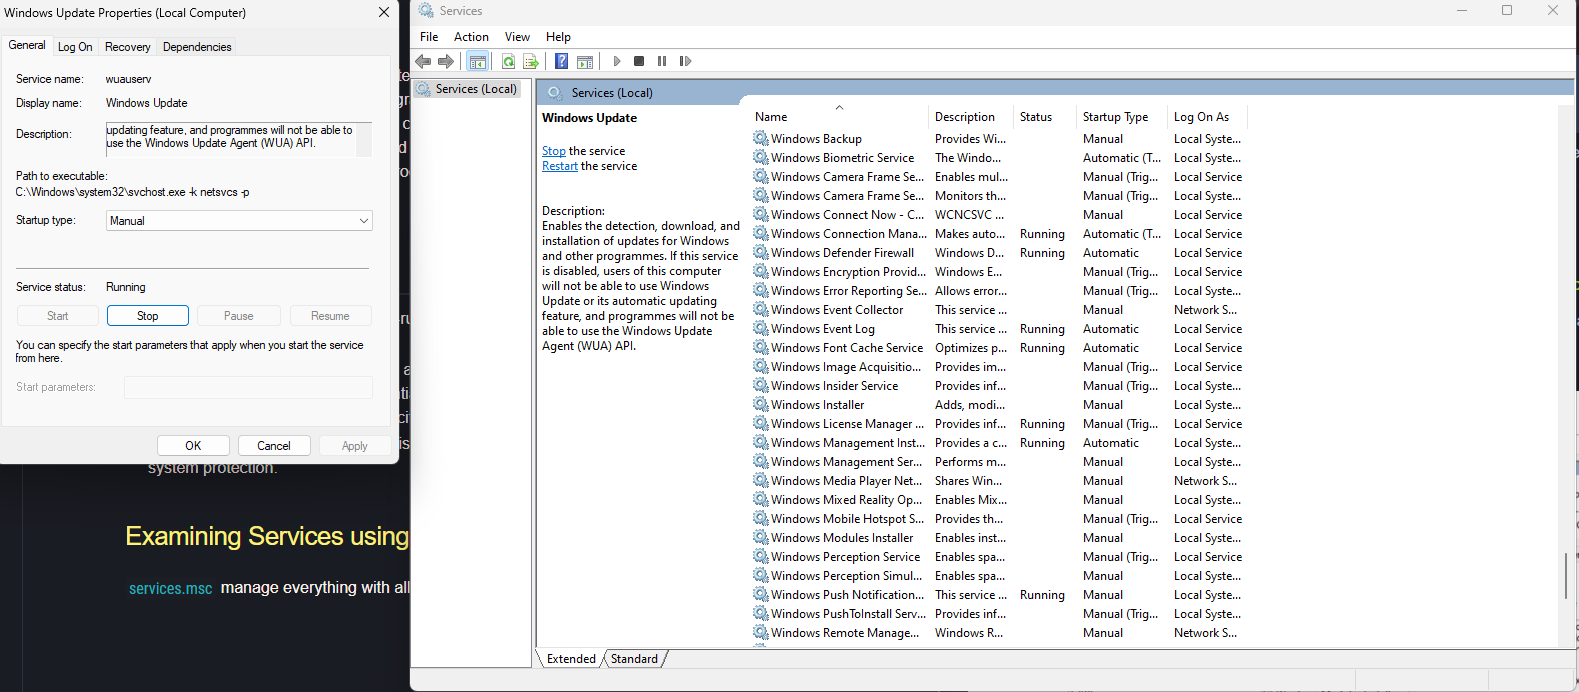 Windows Update Properties (Local Computer)
General Log On Recovery Dependencies
Service name: wuauserv
Display name: Windows Update
Description: updating feature, and programmes will not be able to
use the Windows Update Agent (WUA) API.
Path to executable:
C:\Windows\system32\svchost.exe -k netsvcs -p
Startup type: Manual
Service status: Running
Start Stop Pause Resume
You can specify the start parameters that apply when you start the service
from here.
Start parameters:
OK Cancel Apply
system protection.
Examining Services using
services.msc manage everything with all
Services
File Action View Help
Services (Local)
Services (Local)
Windows Update
Stop the service
Restart the service
Description:
Enables the detection, download, and
installation of updates for Windows
and other programmes. If this service
is disabled, users of this computer
will not be able to use Windows
Update or its automatic updating
feature, and programmes will not be
able to use the Windows Update
Agent (WUA) API.
Name Description Status Startup Type Log On As
Windows Backup Provides Wi... Manual Local Syste...
Windows Biometric Service The Windo... Automatic (T... Local Syste...
Windows Camera Frame Se... Enables mul... Manual (Trig... Local Service
Windows Camera Frame Se... Monitors th... Manual (Trig... Local Syste...
Windows Connect Now - C... WCNCSVC ... Manual Local Service
Windows Connection Mana... Makes auto... Running Automatic (T... Local Service
Windows Defender Firewall Windows D... Running Automatic Local Service
Windows Encryption Provid... Windows E... Manual (Trig... Local Service
Windows Error Reporting Se... Allows error... Manual (Trig... Local Syste...
Windows Event Collector This service ... Manual Network S...
Windows Event Log This service ... Running Automatic Local Service
Windows Font Cache Service Optimizes p... Running Automatic Local Service
Windows Image Acquisitio... Provides im... Manual (Trig... Local Service
Windows Insider Service Provides inf... Manual (Trig... Local Syste...
Windows Installer Adds, modi... Manual Local Syste...
Windows License Manager ... Provides inf... Running Manual (Trig... Local Service
Windows Management Inst... Provides a c... Running Automatic Local Syste...
Windows Management Ser... Performs m... Manual Local Syste...
Windows Media Player Net... Shares Win... Manual Network S...
Windows Mixed Reality Op... Enables Mix... Manual Local Syste...
Windows Mobile Hotspot S... Provides th... Manual (Trig... Local Service
Windows Modules Installer Enables inst... Manual Local Syste...
Windows Perception Service Enables spa... Manual (Trig... Local Service
Windows Perception Simul... Enables spa... Manual Local Syste...
Windows Push Notification... This service ... Running Manual Local Syste...
Windows PushToInstall Serv... Provides inf... Manual (Trig... Local Syste...
Windows Remote Manage... Windows R... Manual Network S...
Extended Standard